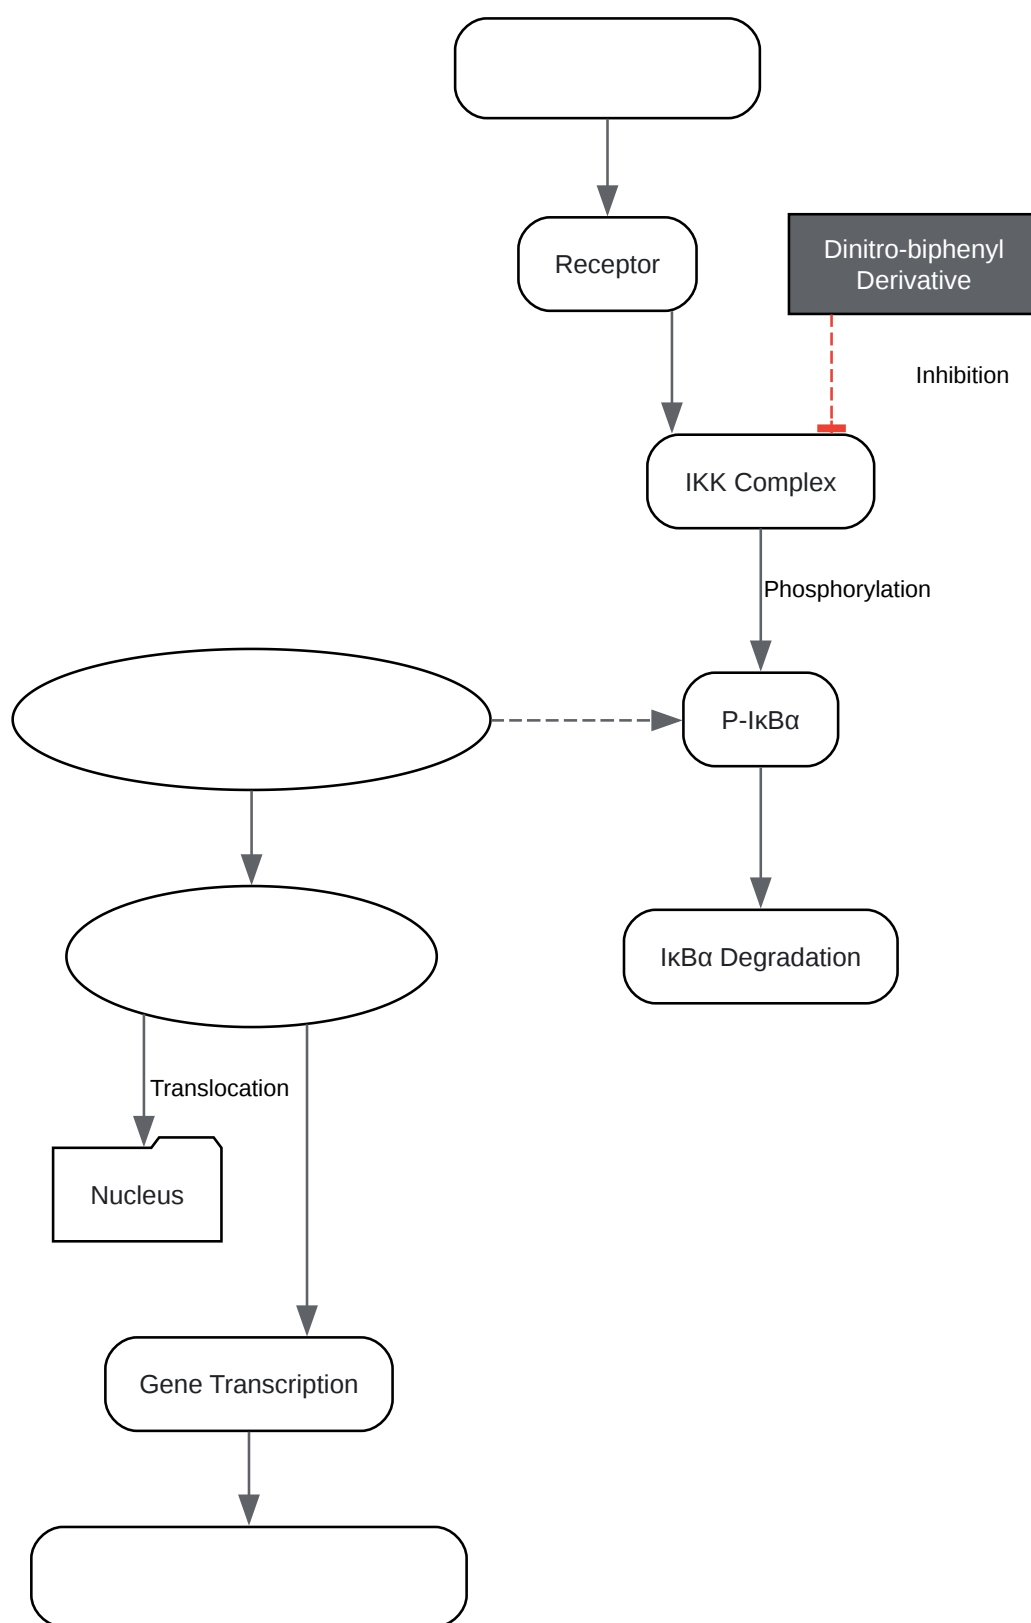 Receptor
Dinitro-biphenyl
Derivative
Inhibition
IKK Complex
Phosphorylation
P-IκBα
IκBα Degradation
Translocation
Nucleus
Gene Transcription